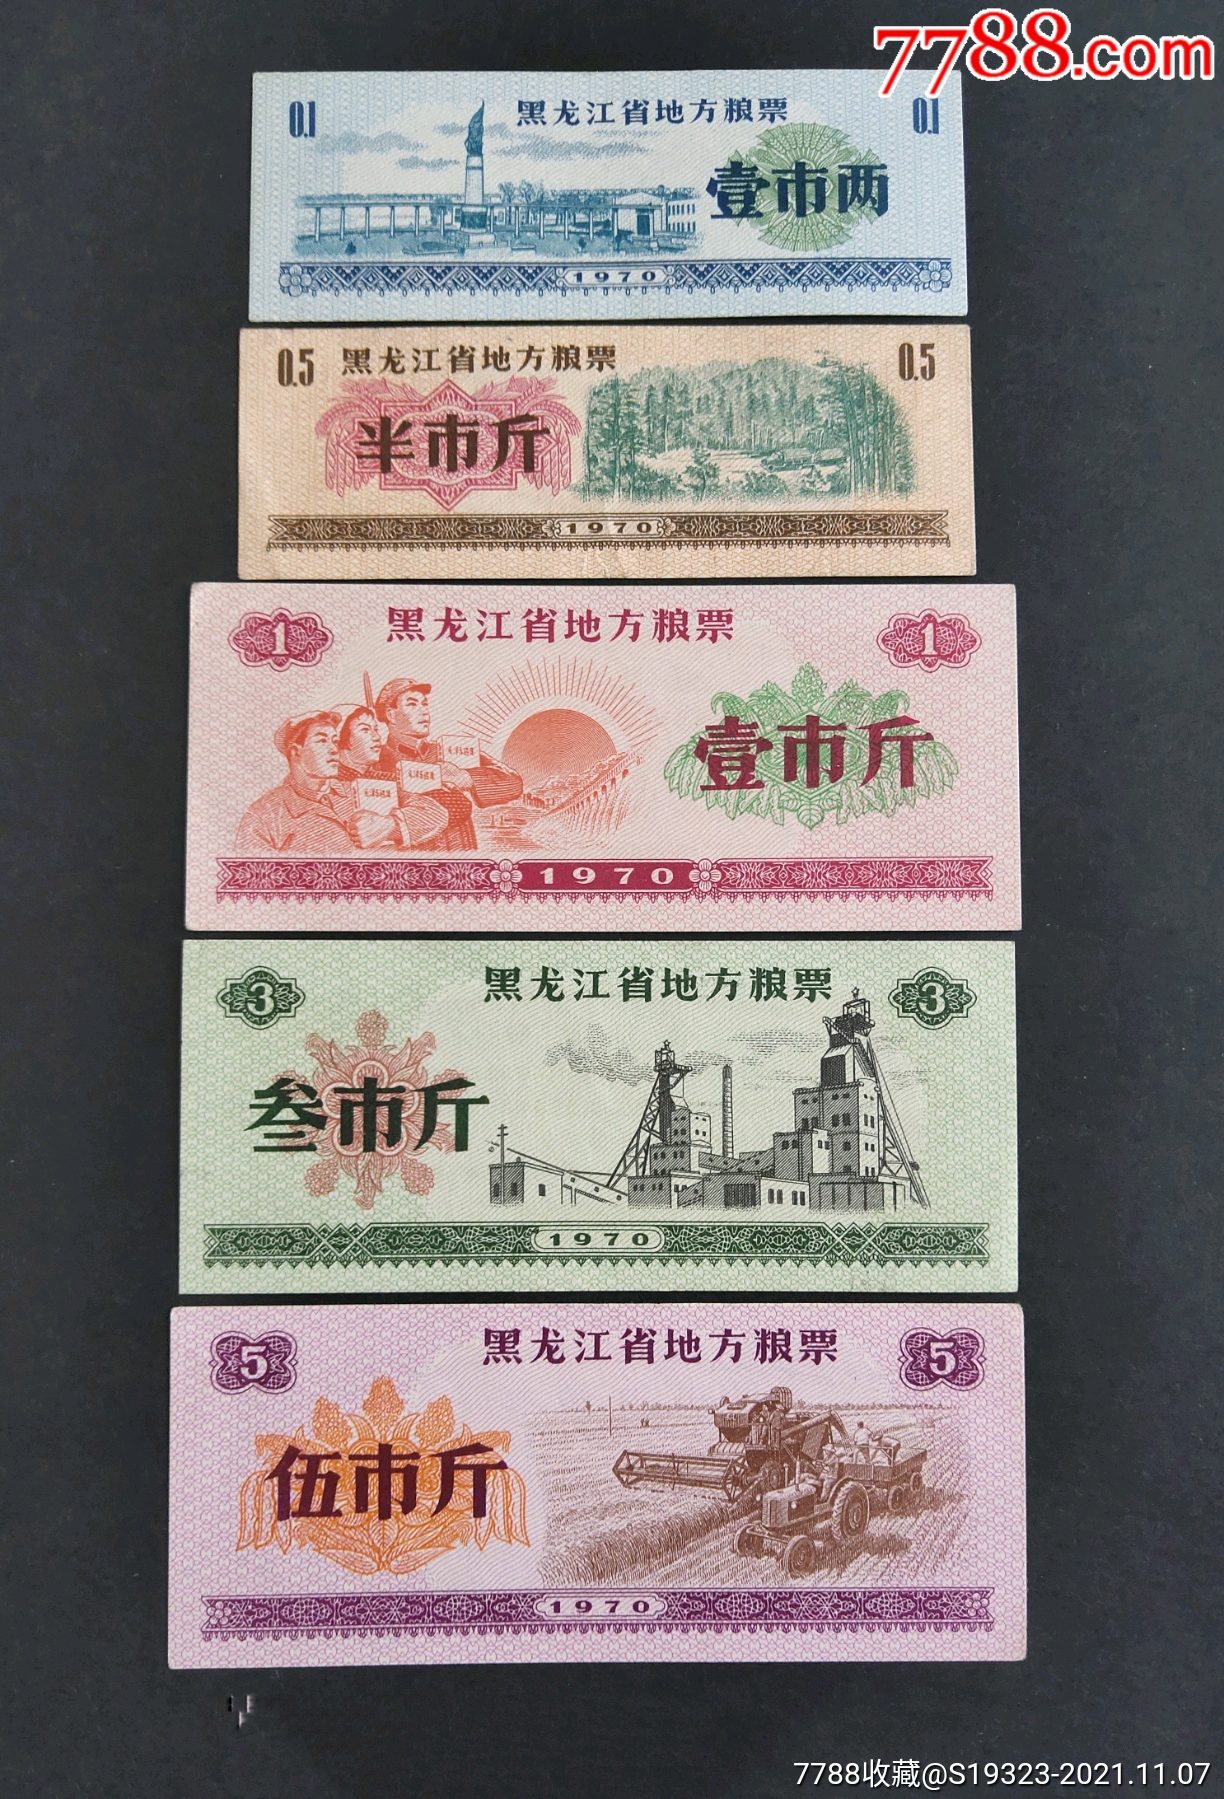 7788.com
0.1 黑龙江省地方粮票 0.1
壹市两
1970
0.5 黑龙江省地方粮票 0.5
半市斤
1970
1 黑龙江省地方粮票 1
壹市斤
1970
3 黑龙江省地方粮票 3
叁市斤
1970
5 黑龙江省地方粮票 5
伍市斤
1970
7788收藏@S19323-2021.11.07